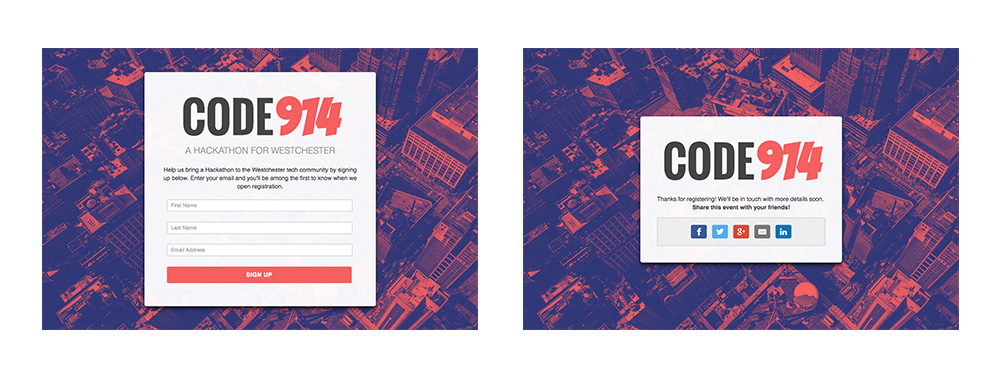 CODE914
A HACKATHON FOR WESTCHESTER
Help us bring a Hackathon to the Westchester tech community by signing
up below. Enter your email and you'll be among the first to know when we
open registration.
First Name
Last Name
Email Address
SIGN UP
CODE914
Thanks for registering! We'll be in touch with more details soon.
Share this event with your friends!
f g+ in